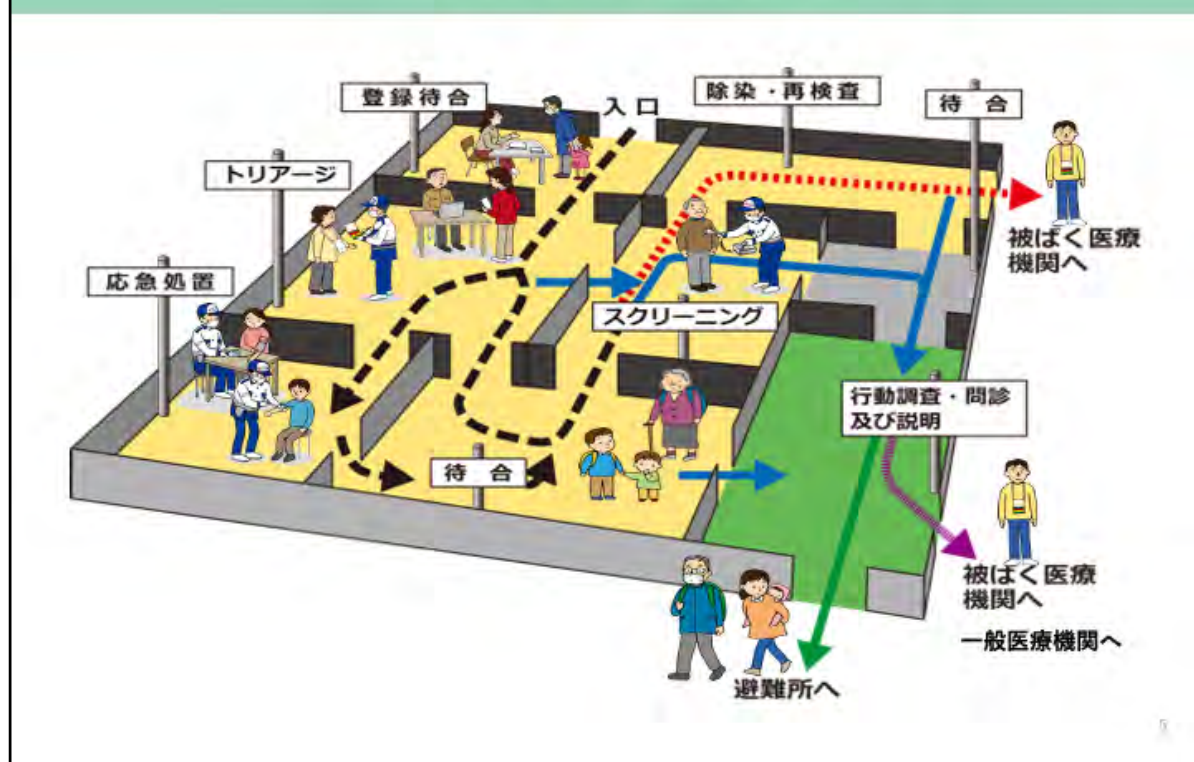 登録待合
入口
除染・再検査
待合
トリアージ
被ばく医療
機関へ
応急処置
スクリーニング
行動調査・問診
及び説明
待合
被ばく医療
機関へ
一般医療機関へ
避難所へ
5